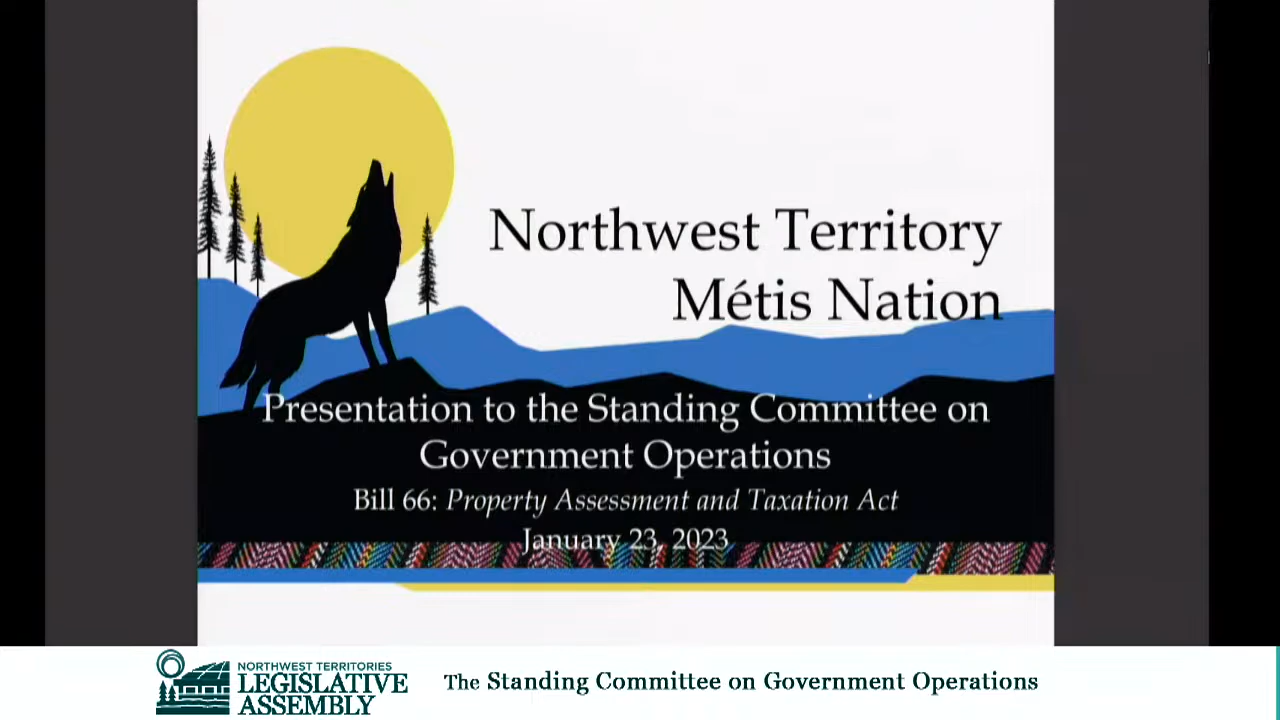 Northwest Territory
Métis Nation
Presentation to the Standing Committee on
Government Operations
Bill 66: Property Assessment and Taxation Act
January 23, 2023
NORTHWEST TERRITORIES
LEGISLATIVE
ASSEMBLY
The Standing Committee on Government Operations